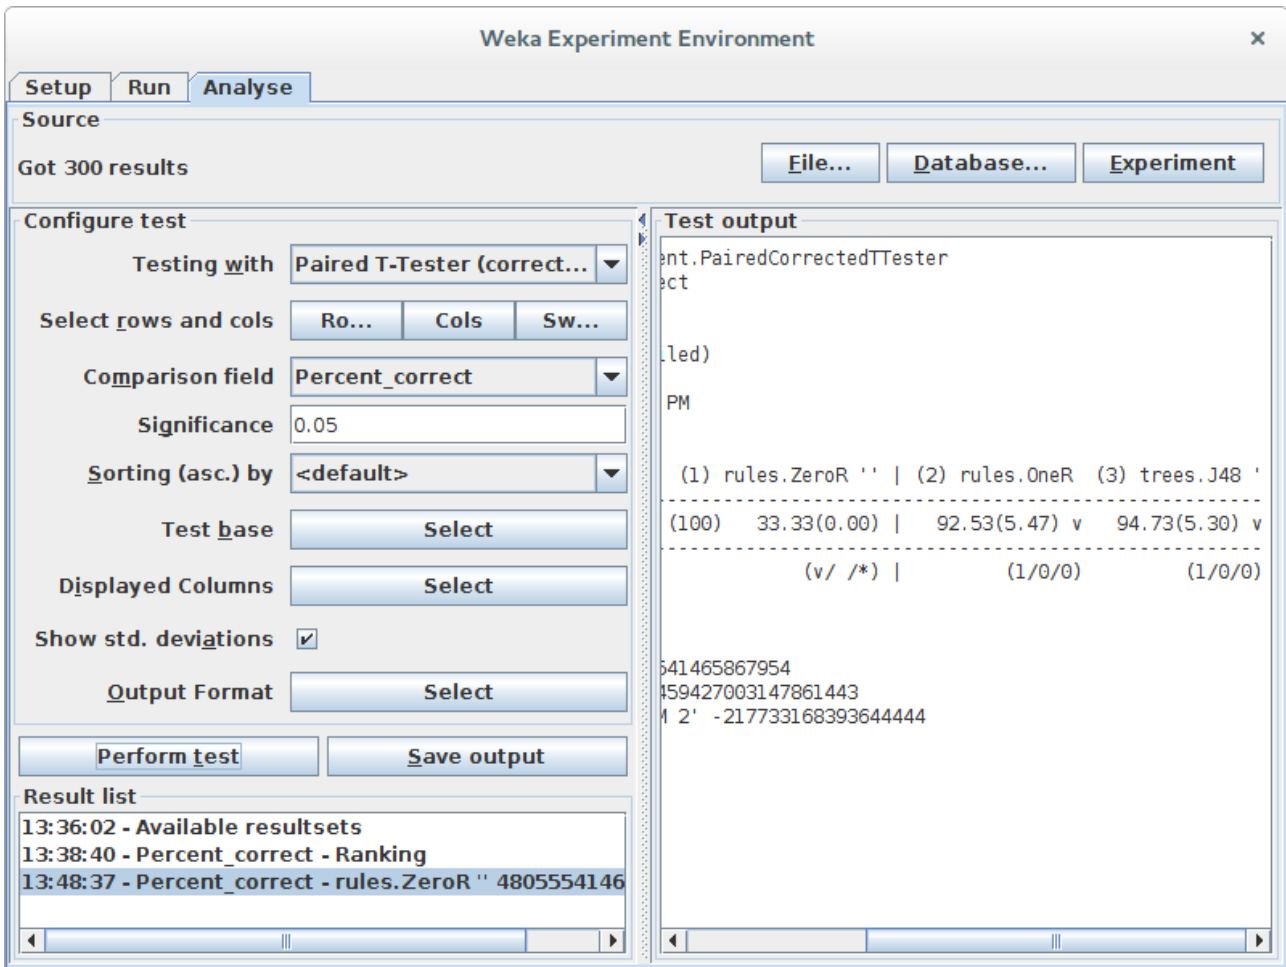 Weka Experiment Environment ×
Setup Run Analyse
Source
Got 300 results File... Database... Experiment
Configure test
Testing with Paired T-Tester (correct...
Select rows and cols Ro... Cols Sw...
Comparison field Percent_correct
Significance 0.05
Sorting (asc.) by <default>
Test base Select
Displayed Columns Select
Show std. deviations
Output Format Select
Perform test Save output
Result list
13:36:02 - Available resultsets
13:38:40 - Percent_correct - Ranking
13:48:37 - Percent_correct - rules.ZeroR '' 4805554146
Test output
ent.PairedCorrectedTTester
ect
led)
PM
(1) rules.ZeroR '' | (2) rules.OneR (3) trees.J48 '
(100) 33.33(0.00) | 92.53(5.47) v 94.73(5.30) v
(v/ /*) | (1/0/0) (1/0/0)
541465867954
459427003147861443
M 2' -217733168393644444